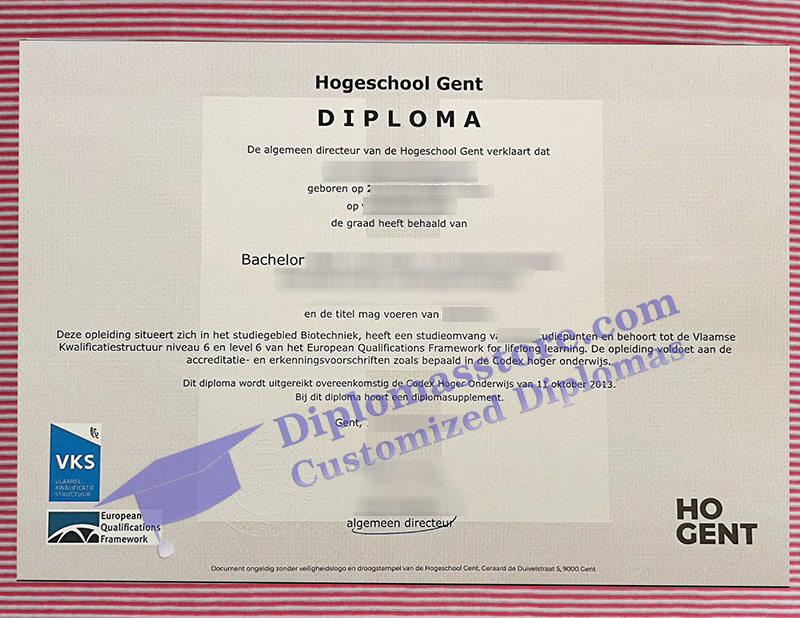 Hogeschool Gent
DIPLOMA
De algemeen directeur van de Hogeschool Gent verklaart dat
geboren op 2
op
de graad heeft behaald van
Bachelor
en de titel mag voeren van
Deze opleiding situeert zich in het studiegebied Biotechniek, heeft een studieomvang studiepunten en behoort tot de Vlaamse
Kwalificatiestructuur niveau 6 en level 6 van het European Qualifications Framework for lifelong learning. De opleiding voldoet aan de
accreditatie- en erkenningsvoorschriften zoals bepaald in de Codex hoger onderwijs.
Dit diploma wordt uitgereikt overeenkomstig de Codex Hoger Onderwijs van 11 oktober 2013.
Bij dit diploma hoort een diplomasupplement.
Gent,
Diplomasstore.com
Customized Diplomas
VKS
VLAAMSE
KWALIFICATIE
STRUCTUUR
European
Qualifications
Framework
algemeen directeur
HO
GENT
Document ongeldig zonder veiligheidslogo en droogstempel van de Hogeschool Gent, Geraard de Duivelstraat 5, 9000 Gent